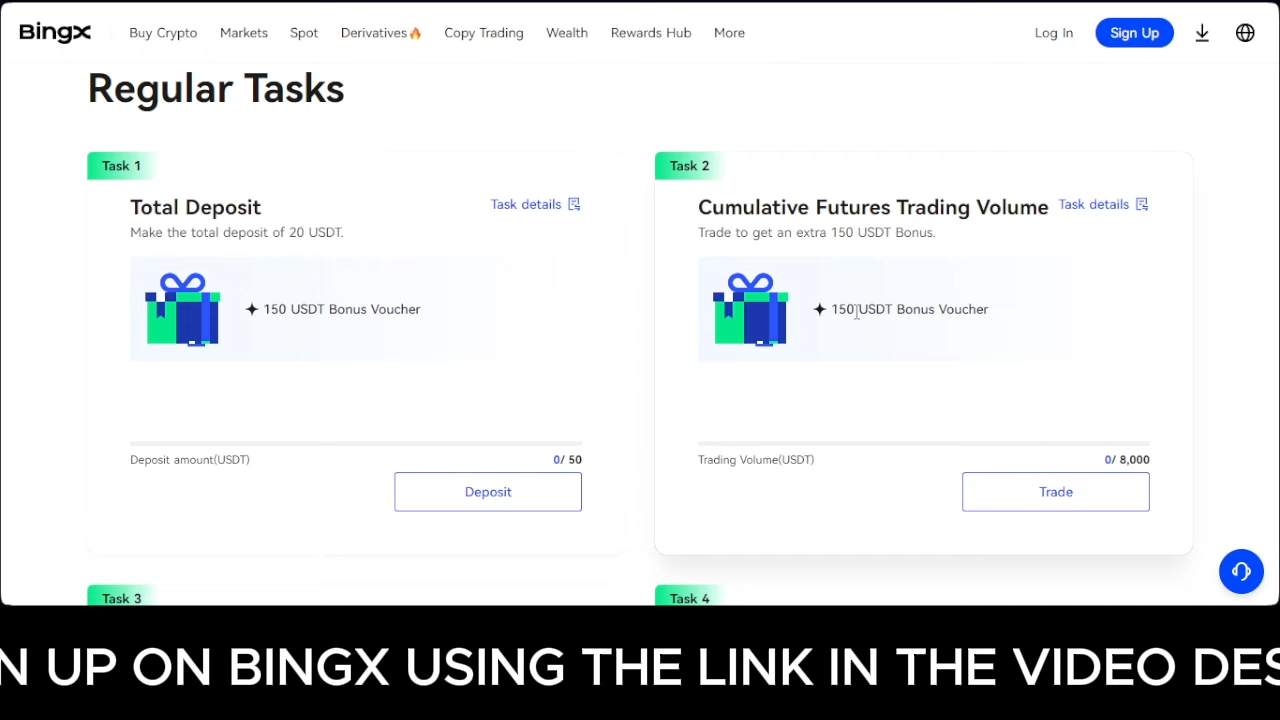 BingX Buy Crypto Markets Spot Derivatives🔥 Copy Trading Wealth Rewards Hub More Log In Sign Up
Regular Tasks
Task 1
Total Deposit Task details
Make the total deposit of 20 USDT.
150 USDT Bonus Voucher
Deposit amount(USDT) 0/ 50
Deposit
Task 2
Cumulative Futures Trading Volume Task details
Trade to get an extra 150 USDT Bonus.
150 USDT Bonus Voucher
Trading Volume(USDT) 0/ 8,000
Trade
Task 3
Task 4
N UP ON BINGX USING THE LINK IN THE VIDEO DES